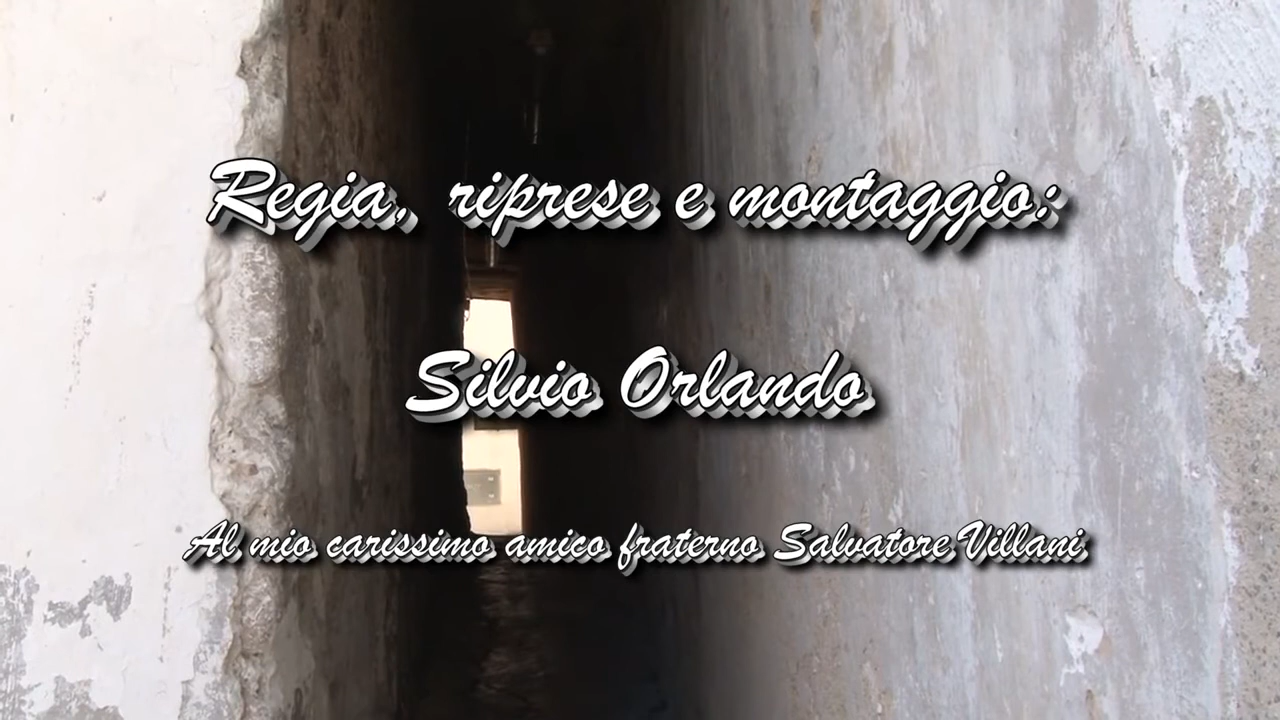 Regia, riprese e montaggio:
Silvio Orlando
Al mio carissimo amico fraterno Salvatore Villani